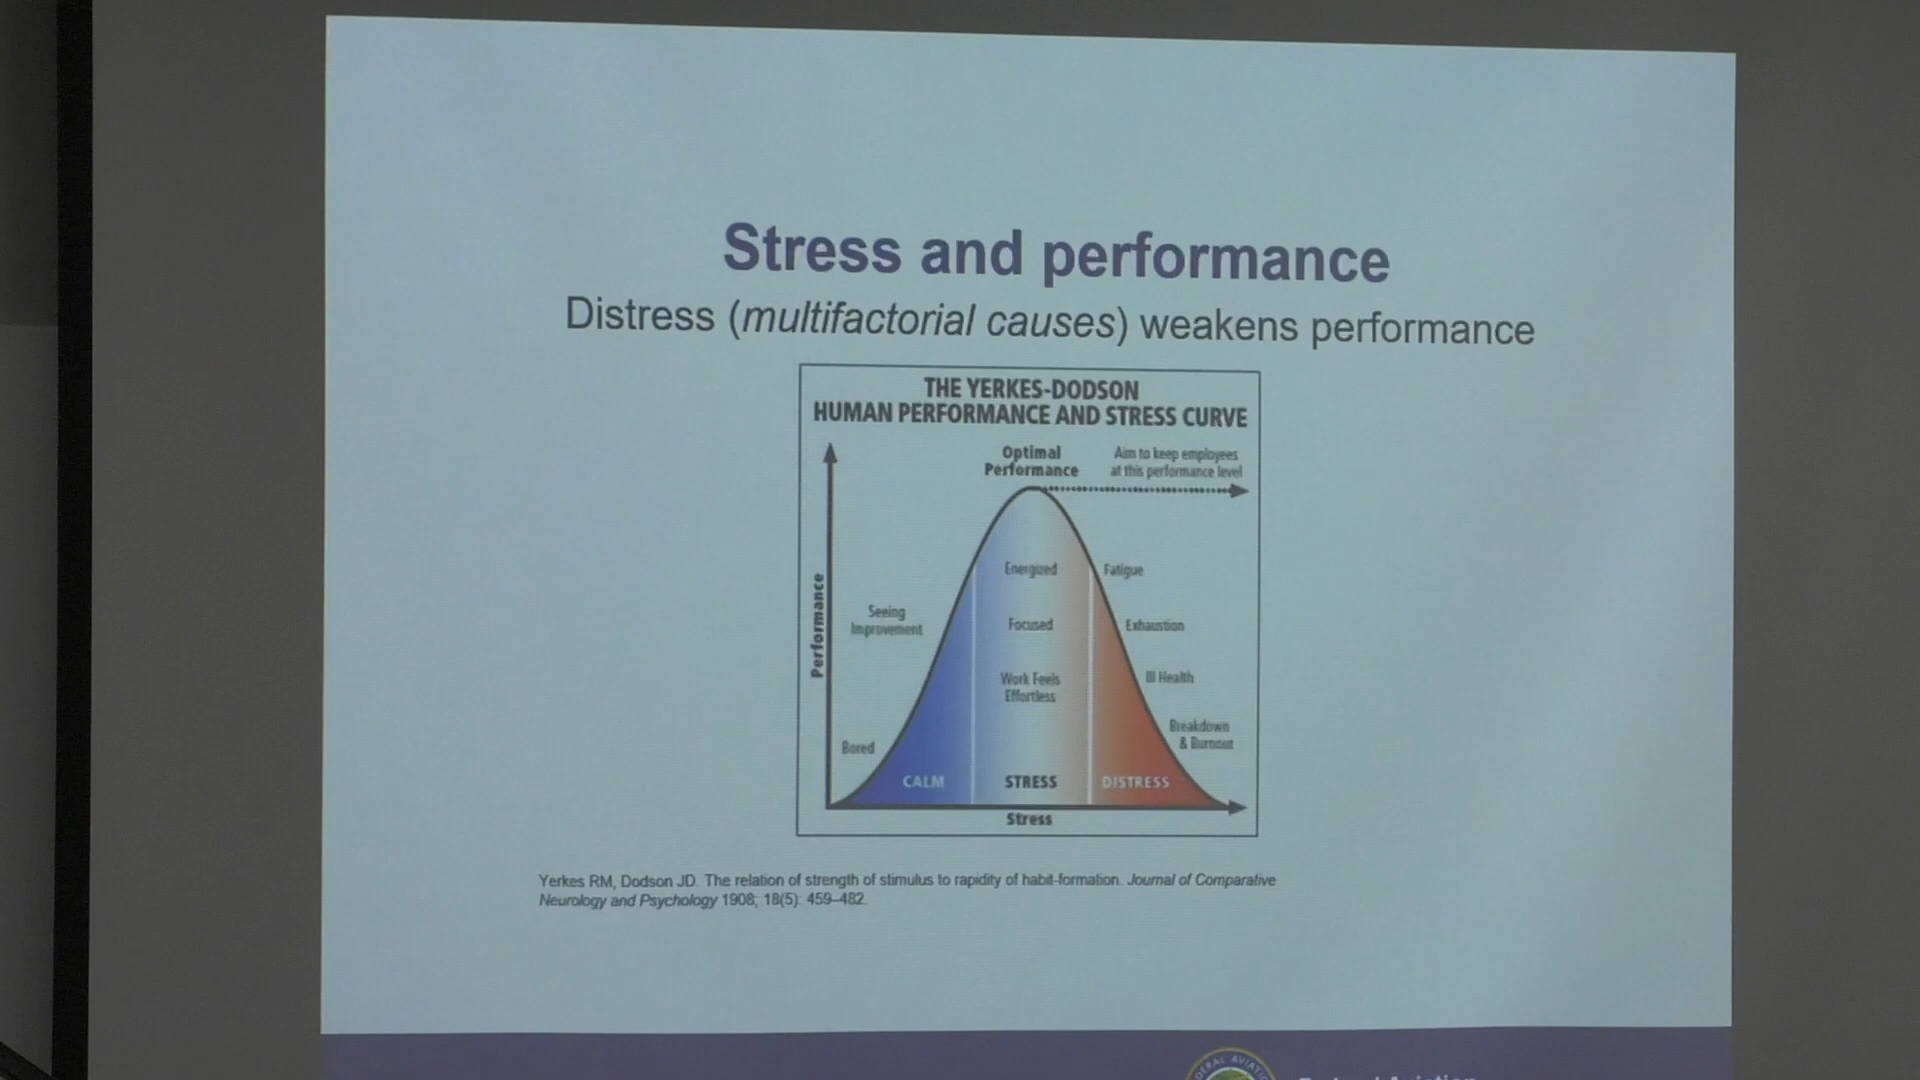 Stress and performance
Distress (multifactorial causes) weakens performance
THE YERKES-DODSON
HUMAN PERFORMANCE AND STRESS CURVE
Optimal
Performance
Aim to keep employees
at this performance level
Performance
Energized
Fatigue
Seeing
Improvement
Focused
Exhaustion
Work Feels
Effortless
Ill Health
Breakdown
& Burnout
Bored
CALM
STRESS
DISTRESS
Stress
Yerkes RM, Dodson JD. The relation of strength of stimulus to rapidity of habit-formation. Journal of Comparative
Neurology and Psychology 1908; 18(5): 459–482.